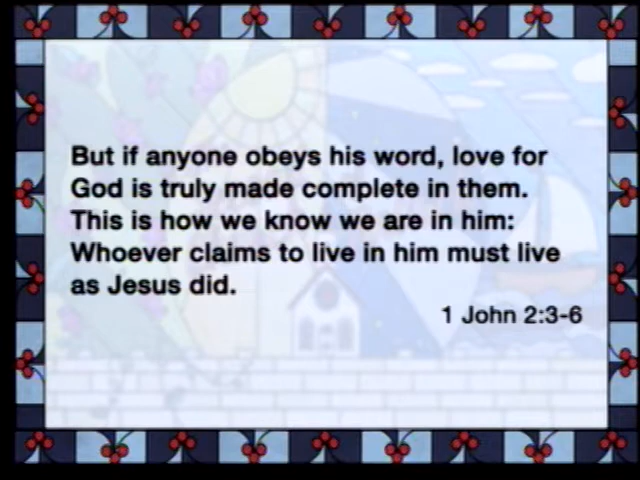 But if anyone obeys his word, love for
God is truly made complete in them.
This is how we know we are in him:
Whoever claims to live in him must live
as Jesus did.
1 John 2:3-6